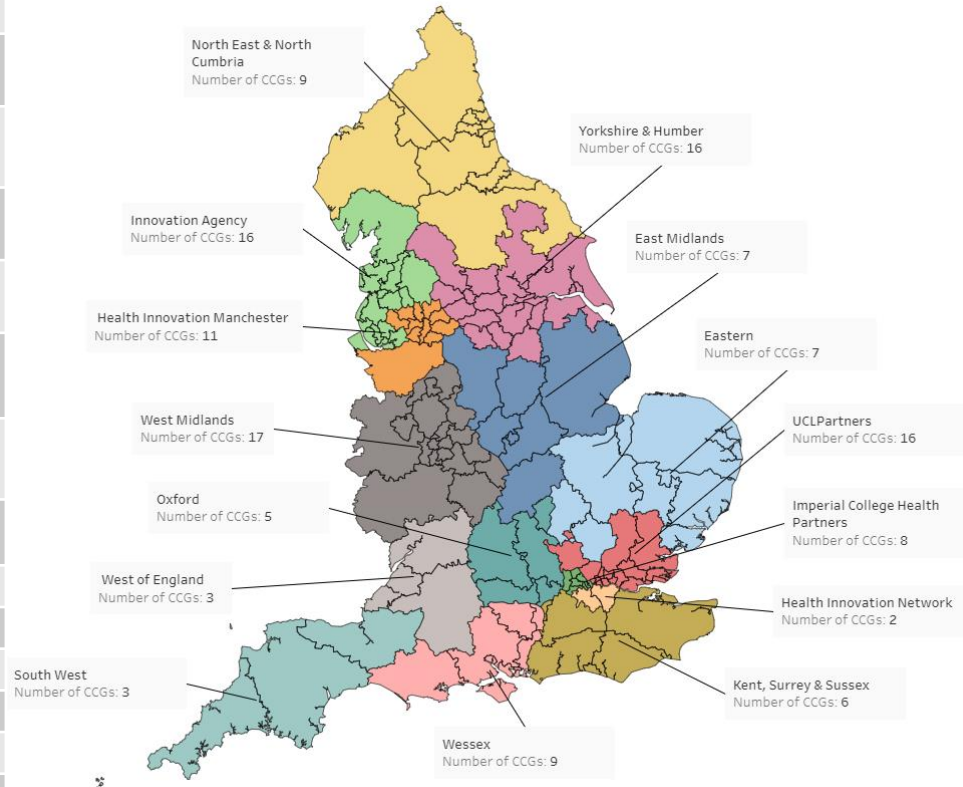 North East & North
Cumbria
Number of CCGs: 9
Yorkshire & Humber
Number of CCGs: 16
Innovation Agency
Number of CCGs: 16
East Midlands
Number of CCGs: 7
Health Innovation Manchester
Number of CCGs: 11
Eastern
Number of CCGs: 7
West Midlands
Number of CCGs: 17
UCLPartners
Number of CCGs: 16
Oxford
Number of CCGs: 5
Imperial College Health
Partners
Number of CCGs: 8
West of England
Number of CCGs: 3
Health Innovation Network
Number of CCGs: 2
South West
Number of CCGs: 3
Kent, Surrey & Sussex
Number of CCGs: 6
Wessex
Number of CCGs: 9